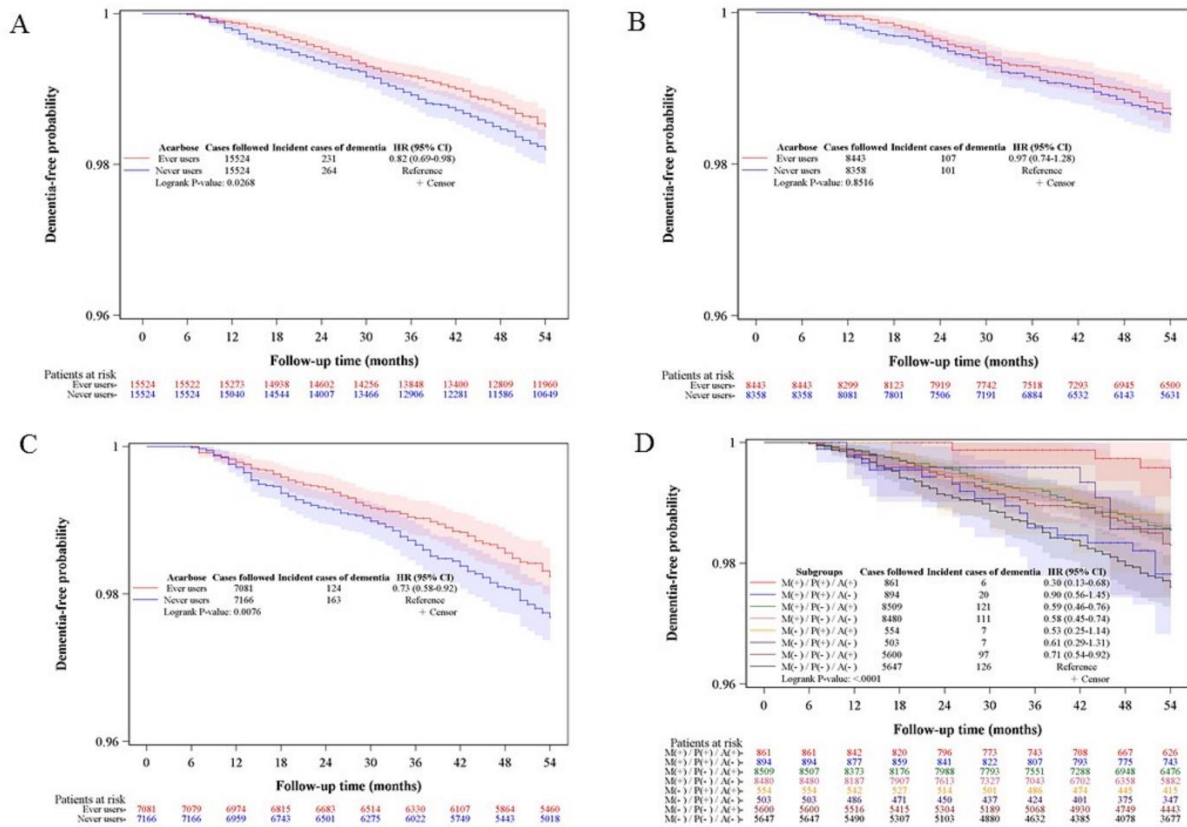 A
Dementia-free probability
1
0.98
0.96
Acarbose Cases followed Incident cases of dementia HR (95% CI)
Ever users 15524 231 0.82 (0.69-0.98)
Never users 15524 264 Reference
Logrank P-value: 0.0268 + Censor
0 6 12 18 24 30 36 42 48 54
Follow-up time (months)
Patients at risk
Ever users- 15524 15522 15273 14938 14602 14256 13848 13400 12809 11960
Never users- 15524 15524 15040 14544 14007 13466 12906 12281 11586 10649
B
Dementia-free probability
1
0.98
0.96
Acarbose Cases followed Incident cases of dementia HR (95% CI)
Ever users 8443 107 0.97 (0.74-1.28)
Never users 8358 101 Reference
Logrank P-value: 0.8516 + Censor
0 6 12 18 24 30 36 42 48 54
Follow-up time (months)
Patients at risk
Ever users- 8443 8443 8299 8123 7919 7742 7518 7293 6945 6500
Never users- 8358 8358 8081 7801 7506 7191 6884 6532 6143 5631
C
Dementia-free probability
1
0.98
0.96
Acarbose Cases followed Incident cases of dementia HR (95% CI)
Ever users 7081 124 0.73 (0.58-0.92)
Never users 7166 163 Reference
Logrank P-value: 0.0076 + Censor
0 6 12 18 24 30 36 42 48 54
Follow-up time (months)
Patients at risk
Ever users- 7081 7079 6974 6815 6683 6514 6330 6107 5864 5460
Never users- 7166 7166 6959 6743 6501 6275 6022 5749 5443 5018
D
Dementia-free probability
1
0.98
0.96
Subgroups Cases followed Incident cases of dementia HR (95% CI)
M(+) / P(+) / A(+) 861 6 0.30 (0.13-0.68)
M(+) / P(+) / A(-) 894 20 0.90 (0.56-1.45)
M(+) / P(-) / A(+) 8509 121 0.59 (0.46-0.76)
M(+) / P(-) / A(-) 8480 111 0.58 (0.45-0.74)
M(-) / P(+) / A(+) 554 7 0.53 (0.25-1.14)
M(-) / P(+) / A(-) 503 7 0.61 (0.29-1.31)
M(-) / P(-) / A(+) 5600 97 0.71 (0.54-0.92)
M(-) / P(-) / A(-) 5647 126 Reference
Logrank P-value: <.0001 + Censor
0 6 12 18 24 30 36 42 48 54
Follow-up time (months)
Patients at risk
M(+) / P(+) / A(+)- 861 861 842 820 796 773 743 708 667 626
M(+) / P(+) / A(-)- 894 894 877 859 841 822 807 793 775 743
M(+) / P(-) / A(+)- 8509 8507 8373 8176 7988 7793 7551 7288 6948 6476
M(+) / P(-) / A(-)- 8480 8480 8187 7907 7613 7327 7043 6702 6358 5882
M(-) / P(+) / A(+)- 554 554 542 527 514 501 486 474 445 415
M(-) / P(+) / A(-)- 503 503 486 471 450 437 424 401 375 347
M(-) / P(-) / A(+)- 5600 5600 5516 5415 5304 5189 5068 4930 4749 4443
M(-) / P(-) / A(-)- 5647 5647 5490 5307 5103 4880 4632 4385 4078 3677